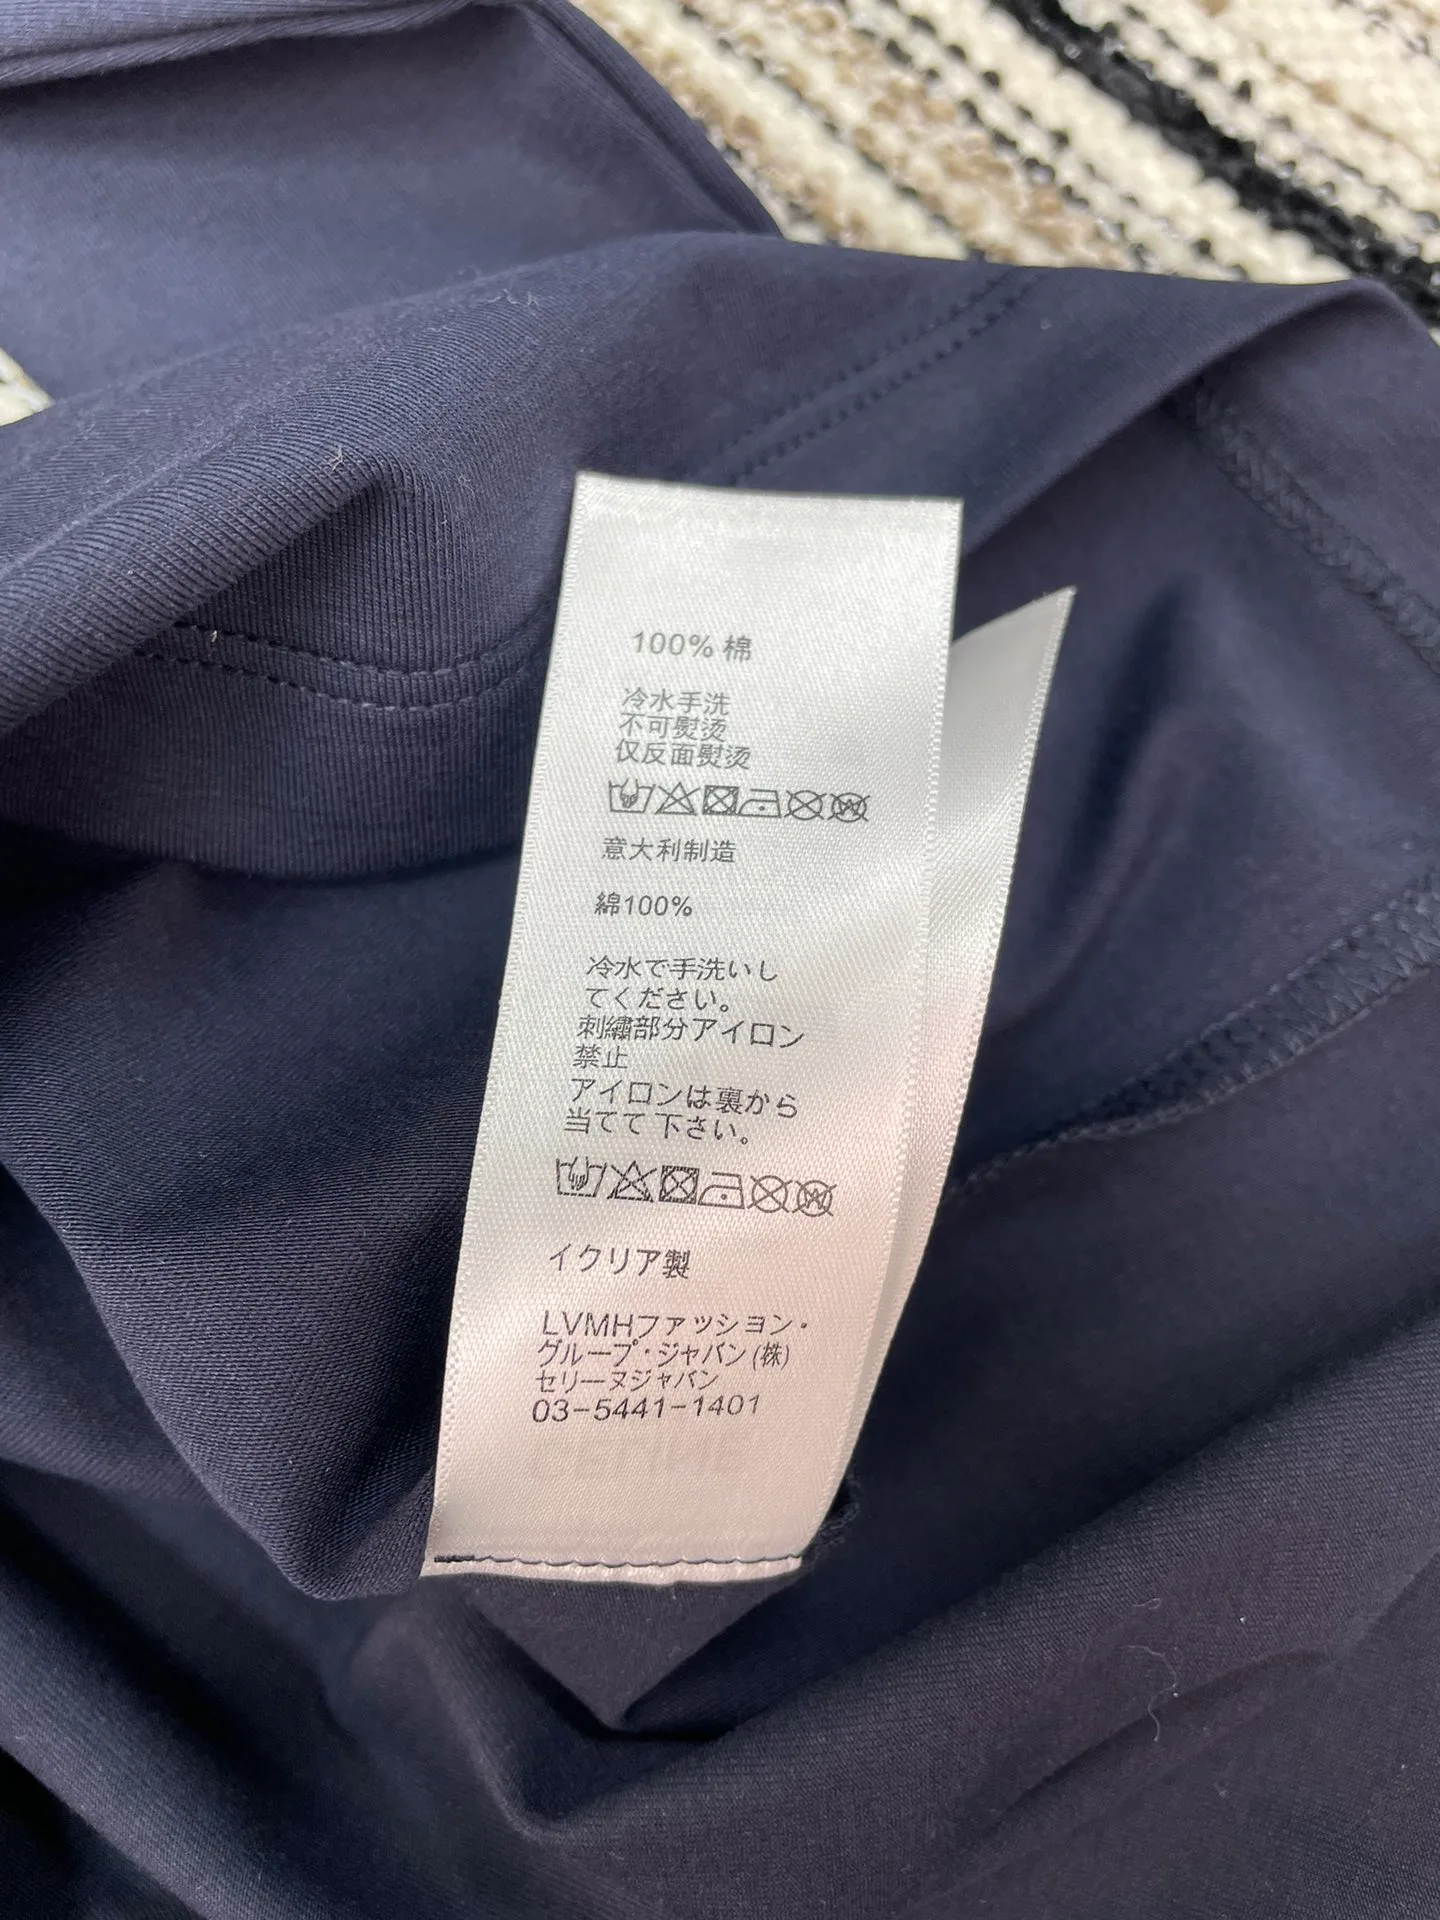 100% 棉
冷水手洗
不可熨烫
仅反面熨烫
意大利制造
綿100%
冷水で手洗いし
てください。
刺繡部分アイロン
禁止
アイロンは裏から
当てて下さい。
イクリア製
LVMHファッション・
グループ・ジャパン(株)
セリーヌジャパン
03-5441-1401